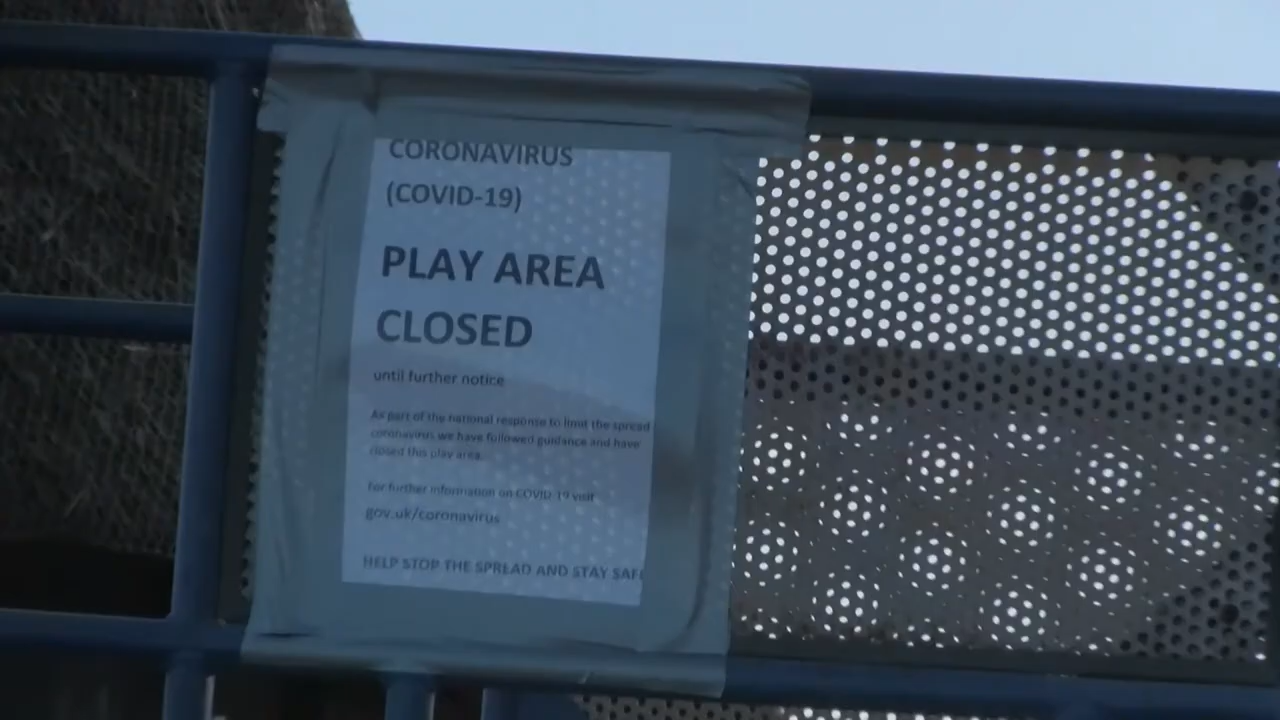 CORONAVIRUS
(COVID-19)
PLAY AREA
CLOSED
until further notice
As part of the national response to limit the spread
coronavirus we have followed guidance and have
closed this play area.
For further information on COVID-19 visit
gov.uk/coronavirus
HELP STOP THE SPREAD AND STAY SAF